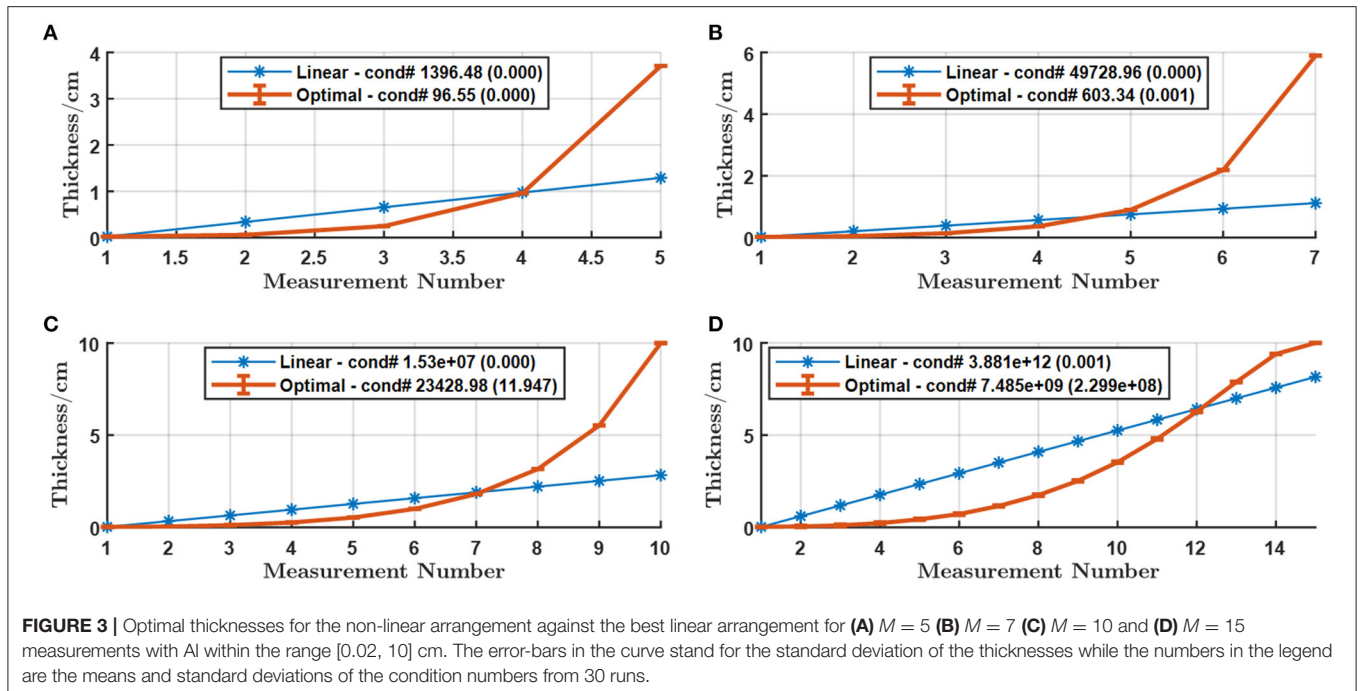 A
Thickness/cm
4
3
2
1
0
Linear - cond# 1396.48 (0.000)
Optimal - cond# 96.55 (0.000)
1 1.5 2 2.5 3 3.5 4 4.5 5
Measurement Number
B
Thickness/cm
6
4
2
0
Linear - cond# 49728.96 (0.000)
Optimal - cond# 603.34 (0.001)
1 2 3 4 5 6 7
Measurement Number
C
Thickness/cm
10
5
0
Linear - cond# 1.53e+07 (0.000)
Optimal - cond# 23428.98 (11.947)
1 2 3 4 5 6 7 8 9 10
Measurement Number
D
Thickness/cm
10
5
0
Linear - cond# 3.881e+12 (0.001)
Optimal - cond# 7.485e+09 (2.299e+08)
2 4 6 8 10 12 14
Measurement Number
FIGURE 3 | Optimal thicknesses for the non-linear arrangement against the best linear arrangement for (A) M = 5 (B) M = 7 (C) M = 10 and (D) M = 15
measurements with Al within the range [0.02, 10] cm. The error-bars in the curve stand for the standard deviation of the thicknesses while the numbers in the legend
are the means and standard deviations of the condition numbers from 30 runs.